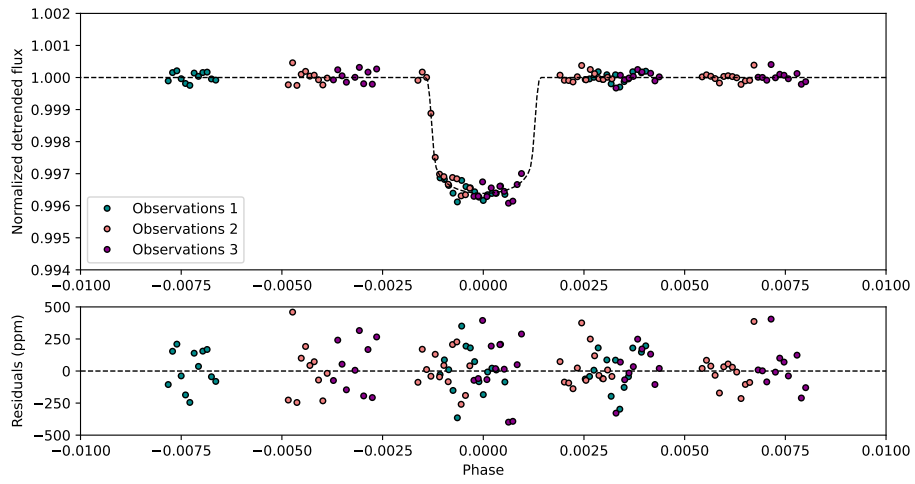 Normalized detrended flux
1.002
1.001
1.000
0.999
0.998
0.997
0.996
0.995
0.994
Observations 1
Observations 2
Observations 3
−0.0100 −0.0075 −0.0050 −0.0025 0.0000 0.0025 0.0050 0.0075 0.0100
Residuals (ppm)
500
250
0
−250
−500
−0.0100 −0.0075 −0.0050 −0.0025 0.0000 0.0025 0.0050 0.0075 0.0100
Phase